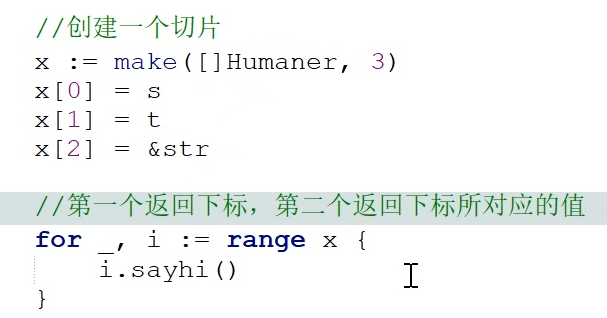 //创建一个切片
x := make([]Humaner, 3)
x[0] = s
x[1] = t
x[2] = &str
//第一个返回下标，第二个返回下标所对应的值
for _, i := range x {
i.sayhi()
}